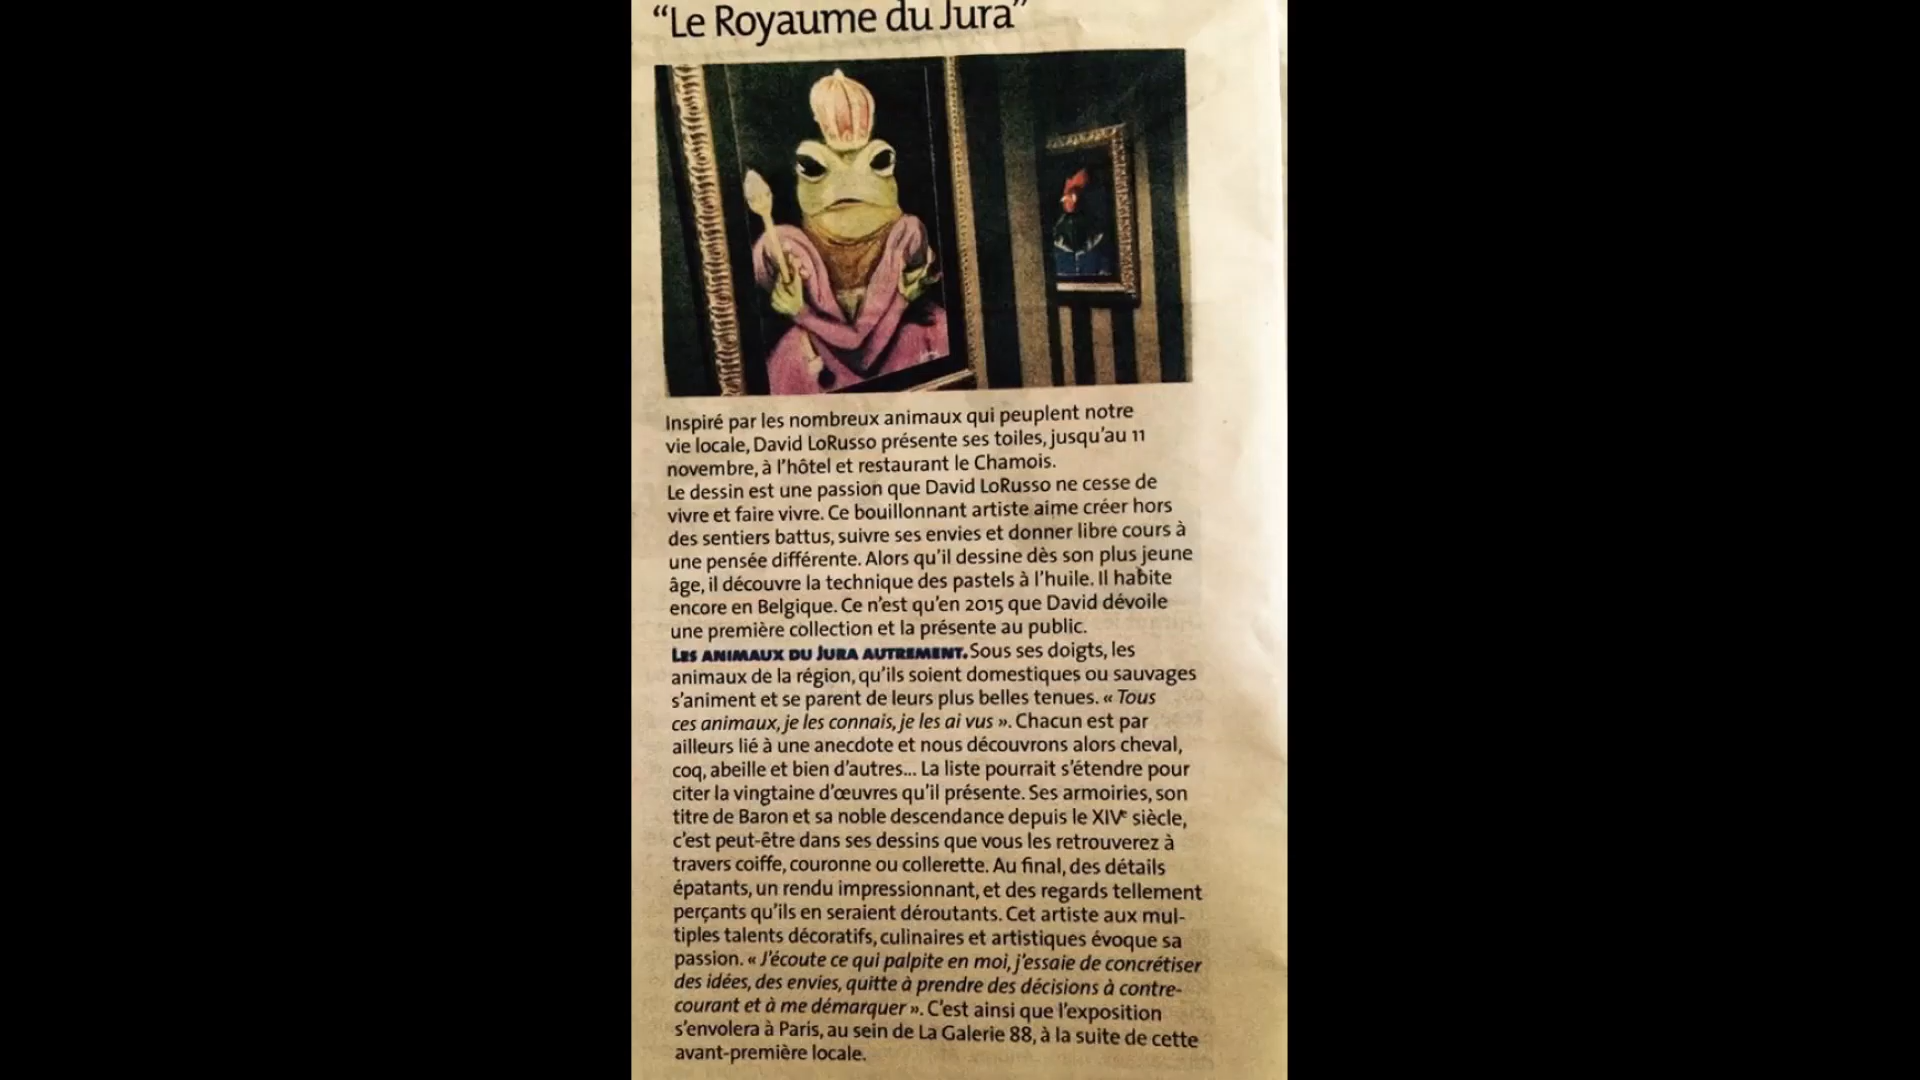 “Le Royaume du Jura”
Inspiré par les nombreux animaux qui peuplent notre
vie locale, David LoRusso présente ses toiles, jusqu’au 11
novembre, à l’hôtel et restaurant le Chamois.
Le dessin est une passion que David LoRusso ne cesse de
vivre et faire vivre. Ce bouillonnant artiste aime créer hors
des sentiers battus, suivre ses envies et donner libre cours à
une pensée différente. Alors qu’il dessine dès son plus jeune
âge, il découvre la technique des pastels à l’huile. Il habite
encore en Belgique. Ce n’est qu’en 2015 que David dévoile
une première collection et la présente au public.
LES ANIMAUX DU JURA AUTREMENT. Sous ses doigts, les
animaux de la région, qu’ils soient domestiques ou sauvages
s’animent et se parent de leurs plus belles tenues. « Tous
ces animaux, je les connais, je les ai vus ». Chacun est par
ailleurs lié à une anecdote et nous découvrons alors cheval,
coq, abeille et bien d’autres... La liste pourrait s’étendre pour
citer la vingtaine d’œuvres qu’il présente. Ses armoiries, son
titre de Baron et sa noble descendance depuis le XIVe siècle,
c’est peut-être dans ses dessins que vous les retrouverez à
travers coiffe, couronne ou collerette. Au final, des détails
épatants, un rendu impressionnant, et des regards tellement
perçants qu’ils en seraient déroutants. Cet artiste aux mul-
tiples talents décoratifs, culinaires et artistiques évoque sa
passion. « J’écoute ce qui palpite en moi, j’essaie de concrétiser
des idées, des envies, quitte à prendre des décisions à contre-
courant et à me démarquer ». C’est ainsi que l’exposition
s’envolera à Paris, au sein de La Galerie 88, à la suite de cette
avant-première locale.